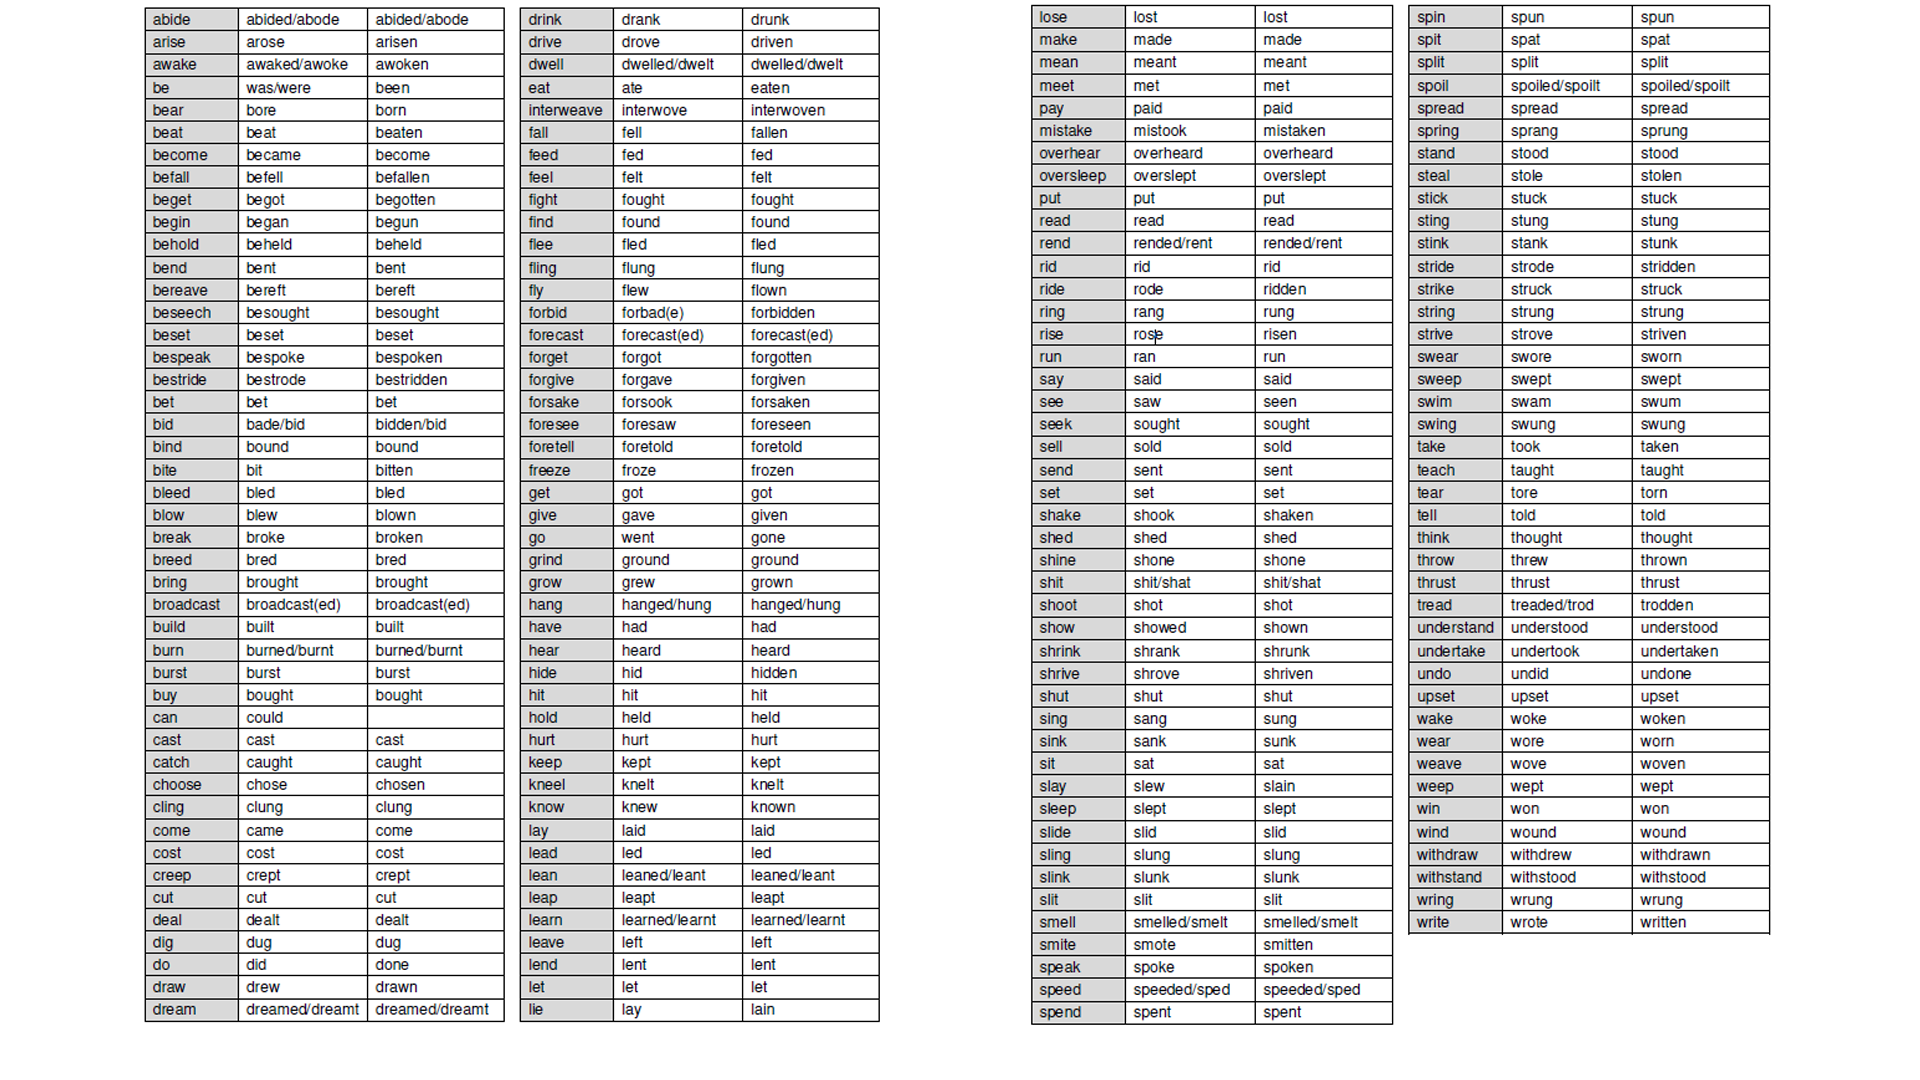 abide abided/abode abided/abode
arise arose arisen
awake awaked/awoke awoken
be was/were been
bear bore born
beat beat beaten
become became become
befall befell befallen
beget begot begotten
begin began begun
behold beheld beheld
bend bent bent
bereave bereft bereft
beseech besought besought
beset beset beset
bespeak bespoke bespoken
bestride bestrode bestridden
bet bet bet
bid bade/bid bidden/bid
bind bound bound
bite bit bitten
bleed bled bled
blow blew blown
break broke broken
breed bred bred
bring brought brought
broadcast broadcast(ed) broadcast(ed)
build built built
burn burned/burnt burned/burnt
burst burst burst
buy bought bought
can could
cast cast cast
catch caught caught
choose chose chosen
cling clung clung
come came come
cost cost cost
creep crept crept
cut cut cut
deal dealt dealt
dig dug dug
do did done
draw drew drawn
dream dreamed/dreamt dreamed/dreamt
drink drank drunk
drive drove driven
dwell dwelled/dwelt dwelled/dwelt
eat ate eaten
interweave interwove interwoven
fall fell fallen
feed fed fed
feel felt felt
fight fought fought
find found found
flee fled fled
fling flung flung
fly flew flown
forbid forbad(e) forbidden
forecast forecast(ed) forecast(ed)
forget forgot forgotten
forgive forgave forgiven
forsake forsook forsaken
foresee foresaw foreseen
foretell foretold foretold
freeze froze frozen
get got got
give gave given
go went gone
grind ground ground
grow grew grown
hang hanged/hung hanged/hung
have had had
hear heard heard
hide hid hidden
hit hit hit
hold held held
hurt hurt hurt
keep kept kept
kneel knelt knelt
know knew known
lay laid laid
lead led led
lean leaned/leant leaned/leant
leap leapt leapt
learn learned/learnt learned/learnt
leave left left
lend lent lent
let let let
lie lay lain
lose lost lost
make made made
mean meant meant
meet met met
pay paid paid
mistake mistook mistaken
overhear overheard overheard
oversleep overslept overslept
put put put
read read read
rend rended/rent rended/rent
rid rid rid
ride rode ridden
ring rang rung
rise rose risen
run ran run
say said said
see saw seen
seek sought sought
sell sold sold
send sent sent
set set set
shake shook shaken
shed shed shed
shine shone shone
shit shit/shat shit/shat
shoot shot shot
show showed shown
shrink shrank shrunk
shrive shrove shriven
shut shut shut
sing sang sung
sink sank sunk
sit sat sat
slay slew slain
sleep slept slept
slide slid slid
sling slung slung
slink slunk slunk
slit slit slit
smell smelled/smelt smelled/smelt
smite smote smitten
speak spoke spoken
speed speeded/sped speeded/sped
spend spent spent
spin spun spun
spit spat spat
split split split
spoil spoiled/spoilt spoiled/spoilt
spread spread spread
spring sprang sprung
stand stood stood
steal stole stolen
stick stuck stuck
sting stung stung
stink stank stunk
stride strode stridden
strike struck struck
string strung strung
strive strove striven
swear swore sworn
sweep swept swept
swim swam swum
swing swung swung
take took taken
teach taught taught
tear tore torn
tell told told
think thought thought
throw threw thrown
thrust thrust thrust
tread treaded/trod trodden
understand understood understood
undertake undertook undertaken
undo undid undone
upset upset upset
wake woke woken
wear wore worn
weave wove woven
weep wept wept
win won won
wind wound wound
withdraw withdrew withdrawn
withstand withstood withstood
wring wrung wrung
write wrote written